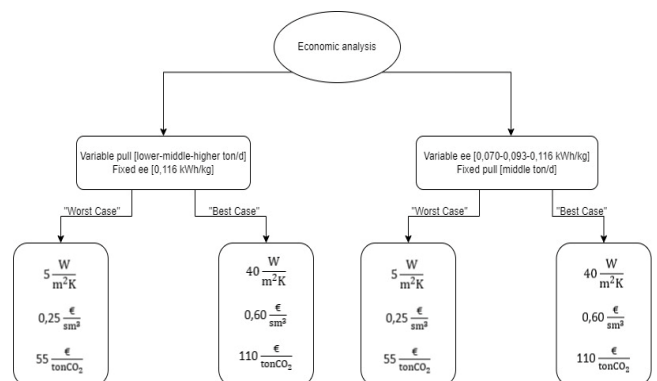 Economic analysis
Variable pull [lower-middle-higher ton/d]
Fixed ee [0,116 kWh/kg]
Variable ee [0,070-0,093-0,116 kWh/kg]
Fixed pull [middle ton/d]
"Worst Case"
"Best Case"
"Worst Case"
"Best Case"
5 W/m²K
0,25 €/sm³
55 €/tonCO₂
40 W/m²K
0,60 €/sm³
110 €/tonCO₂
5 W/m²K
0,25 €/sm³
55 €/tonCO₂
40 W/m²K
0,60 €/sm³
110 €/tonCO₂